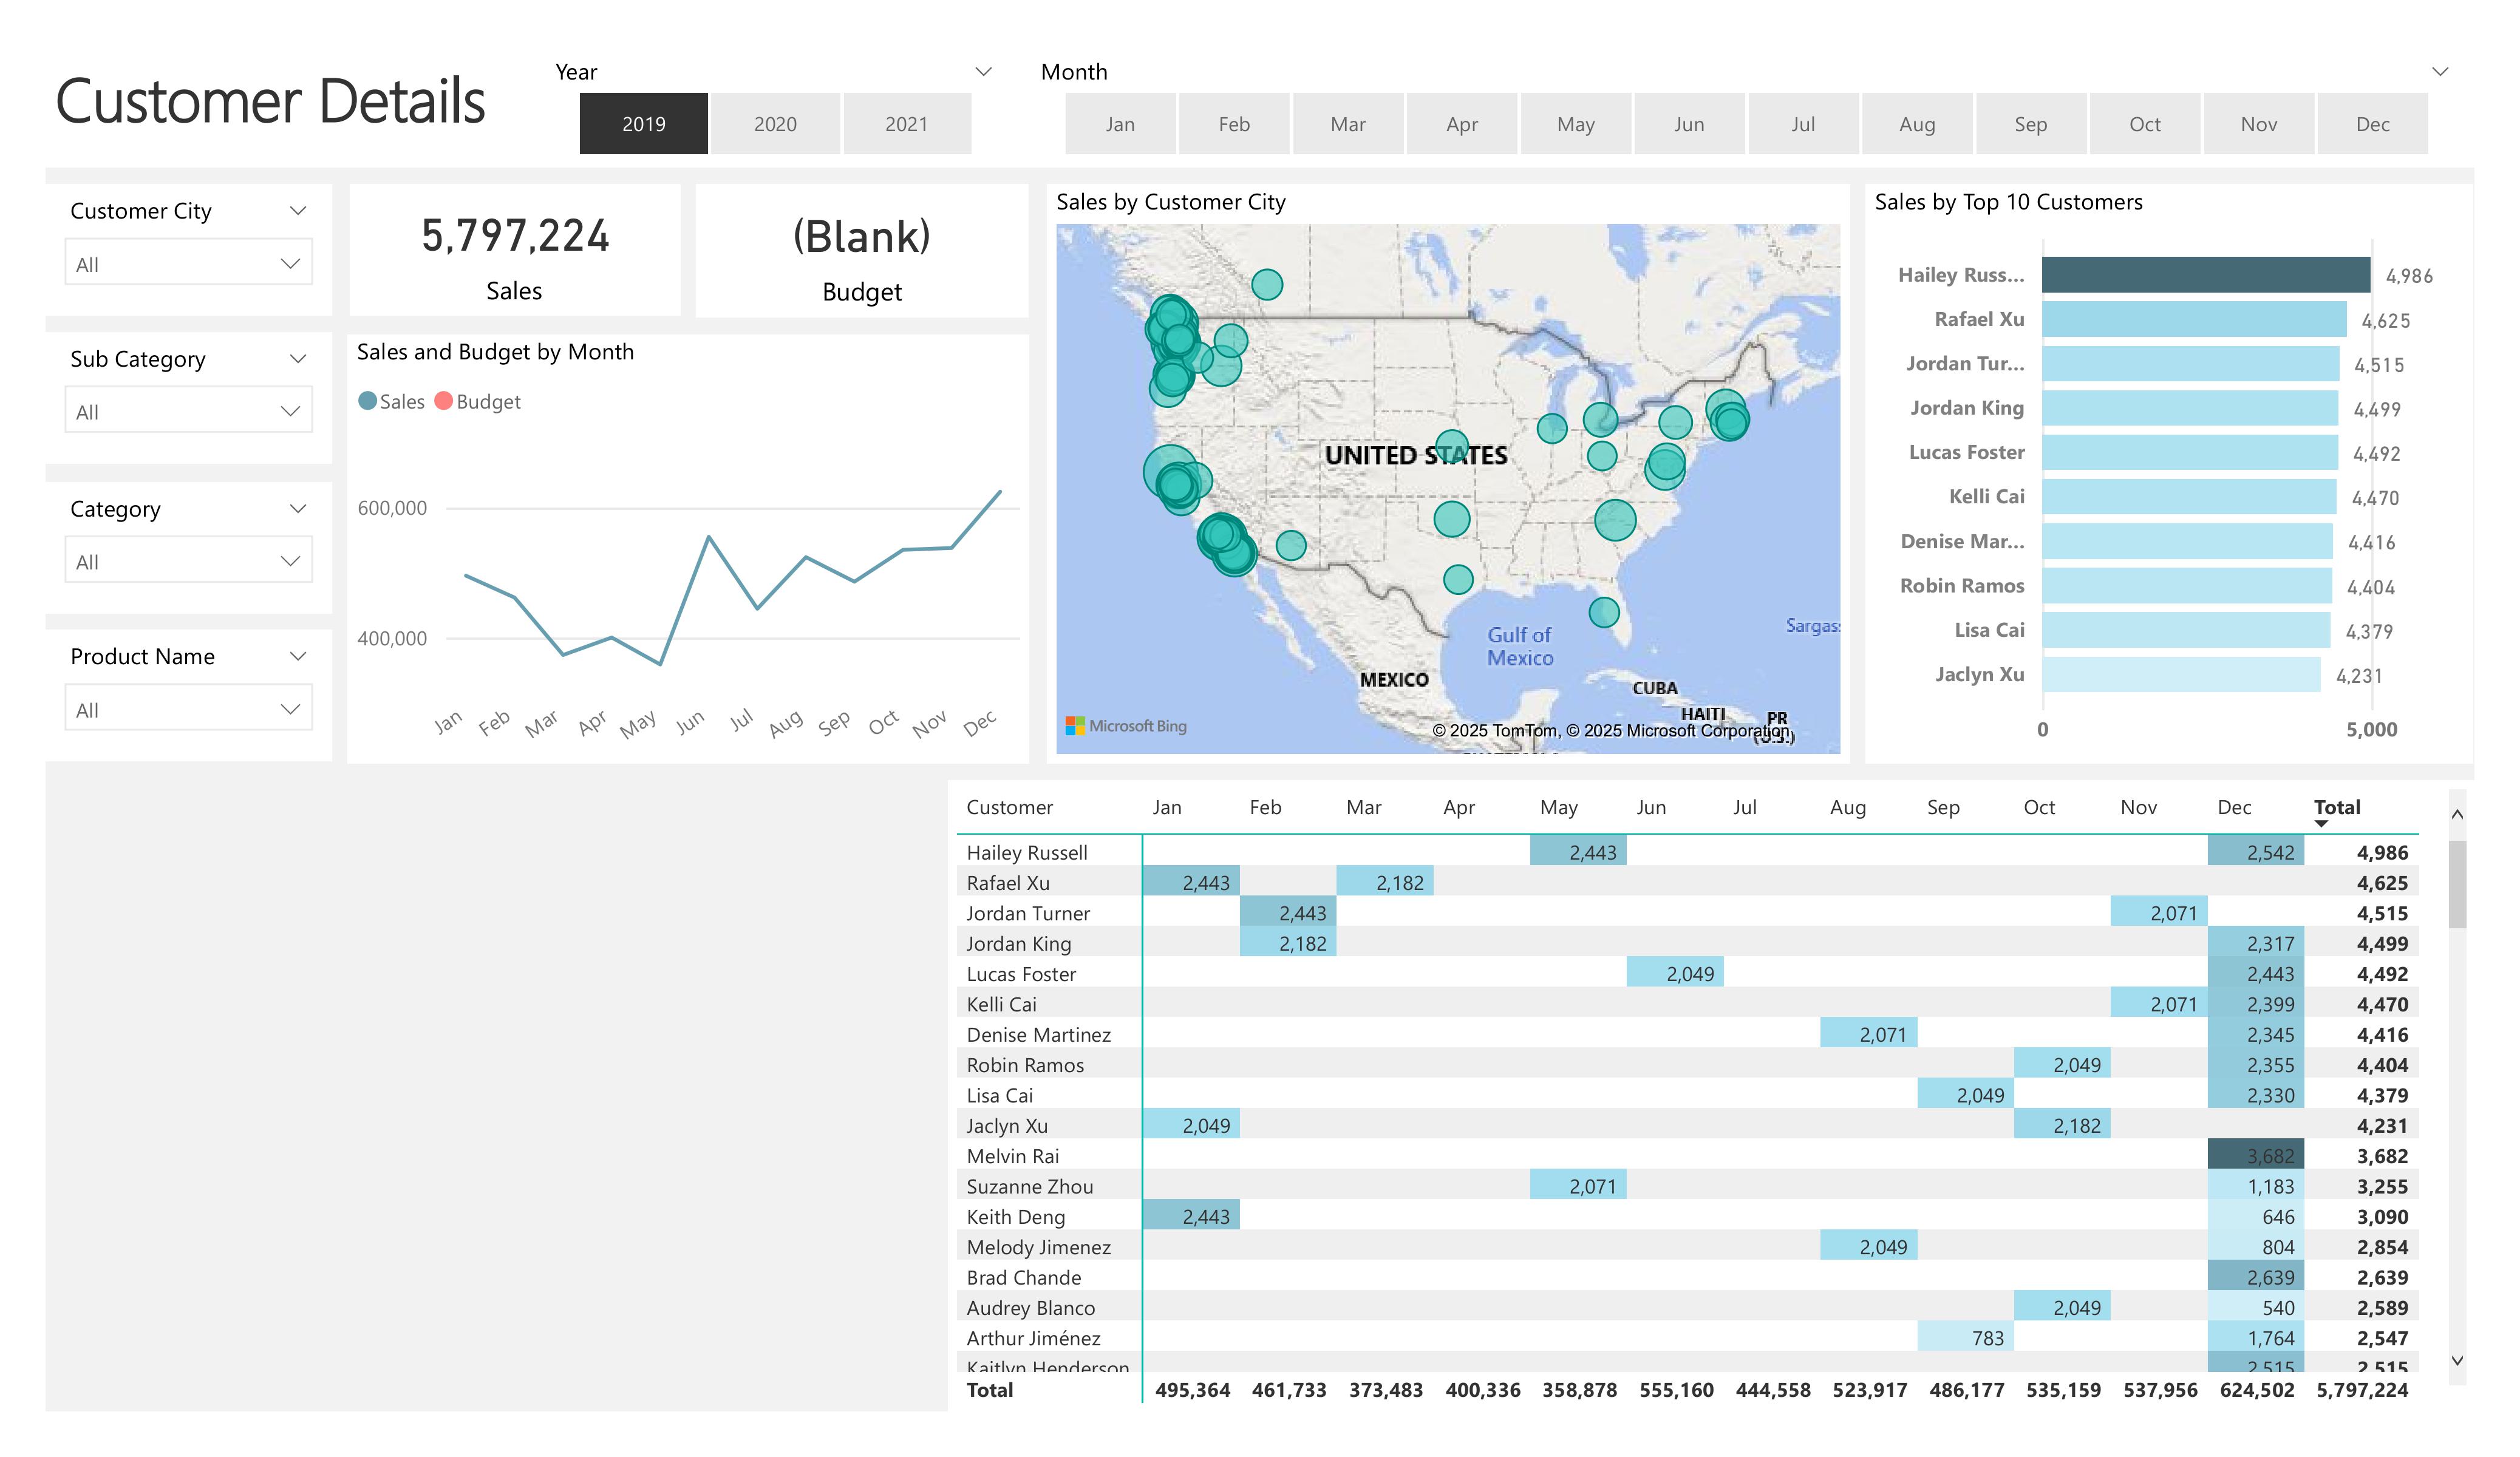 Customer Details
Year
2019 2020 2021
Month
Jan Feb Mar Apr May Jun Jul Aug Sep Oct Nov Dec
Customer City
All
Sub Category
All
Category
All
Product Name
All
5,797,224
Sales
(Blank)
Budget
Sales and Budget by Month
Sales Budget
600,000
400,000
Jan Feb Mar Apr May Jun Jul Aug Sep Oct Nov Dec
Sales by Customer City
UNITED STATES
Gulf of
Mexico
Sargas
MEXICO
CUBA
HAITI
PR
(U.S.)
Microsoft Bing
© 2025 TomTom, © 2025 Microsoft Corporation
Sales by Top 10 Customers
Hailey Russ... 4,986
Rafael Xu 4,625
Jordan Tur... 4,515
Jordan King 4,499
Lucas Foster 4,492
Kelli Cai 4,470
Denise Mar... 4,416
Robin Ramos 4,404
Lisa Cai 4,379
Jaclyn Xu 4,231
0 5,000
Customer Jan Feb Mar Apr May Jun Jul Aug Sep Oct Nov Dec Total
Hailey Russell 2,443 2,542 4,986
Rafael Xu 2,443 2,182 4,625
Jordan Turner 2,443 2,071 4,515
Jordan King 2,182 2,317 4,499
Lucas Foster 2,049 2,443 4,492
Kelli Cai 2,071 2,399 4,470
Denise Martinez 2,071 2,345 4,416
Robin Ramos 2,049 2,355 4,404
Lisa Cai 2,049 2,330 4,379
Jaclyn Xu 2,049 2,182 4,231
Melvin Rai 3,682 3,682
Suzanne Zhou 2,071 1,183 3,255
Keith Deng 2,443 646 3,090
Melody Jimenez 2,049 804 2,854
Brad Chande 2,639 2,639
Audrey Blanco 2,049 540 2,589
Arthur Jiménez 783 1,764 2,547
Kaitlyn Henderson 2,515 2,515
Total 495,364 461,733 373,483 400,336 358,878 555,160 444,558 523,917 486,177 535,159 537,956 624,502 5,797,224